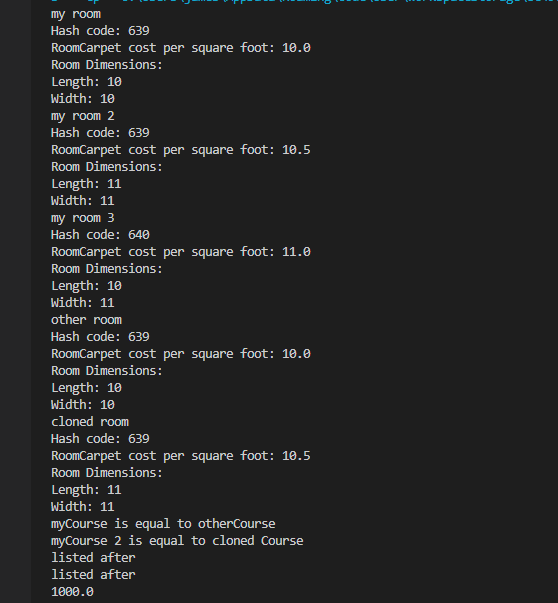 my room
Hash code: 639
RoomCarpet cost per square foot: 10.0
Room Dimensions:
Length: 10
Width: 10
my room 2
Hash code: 639
RoomCarpet cost per square foot: 10.5
Room Dimensions:
Length: 11
Width: 11
my room 3
Hash code: 640
RoomCarpet cost per square foot: 11.0
Room Dimensions:
Length: 10
Width: 11
other room
Hash code: 639
RoomCarpet cost per square foot: 10.0
Room Dimensions:
Length: 10
Width: 10
cloned room
Hash code: 639
RoomCarpet cost per square foot: 10.5
Room Dimensions:
Length: 11
Width: 11
myCourse is equal to otherCourse
myCourse 2 is equal to cloned Course
listed after
listed after
1000.0